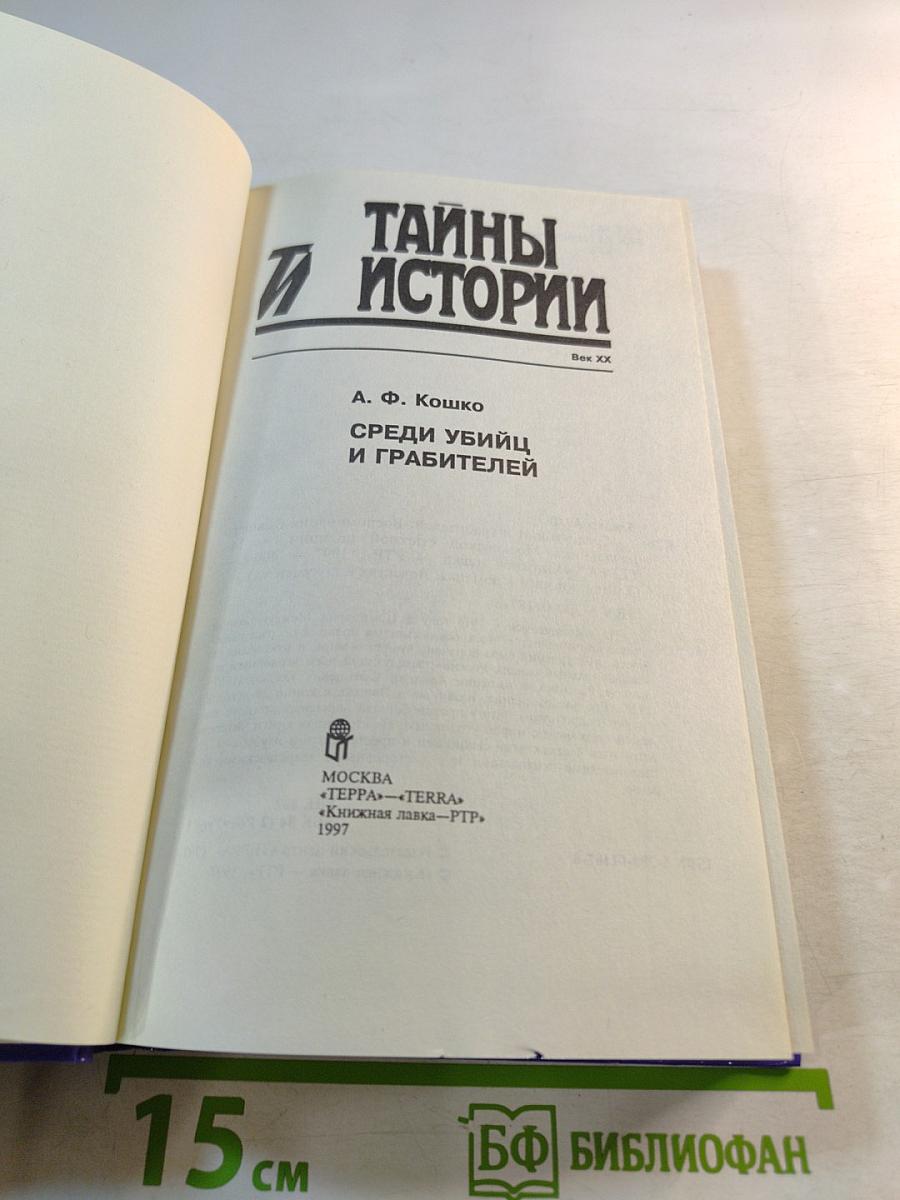 ТАЙНЫ
ТИ ИСТОРИИ
Век XX
А. Ф. Кошко
СРЕДИ УБИЙЦ
И ГРАБИТЕЛЕЙ
МОСКВА
«ТЕРРА»—«TERRA»
«Книжная лавка—РТР»
1997
15 см
БФ БИБЛИОФАН